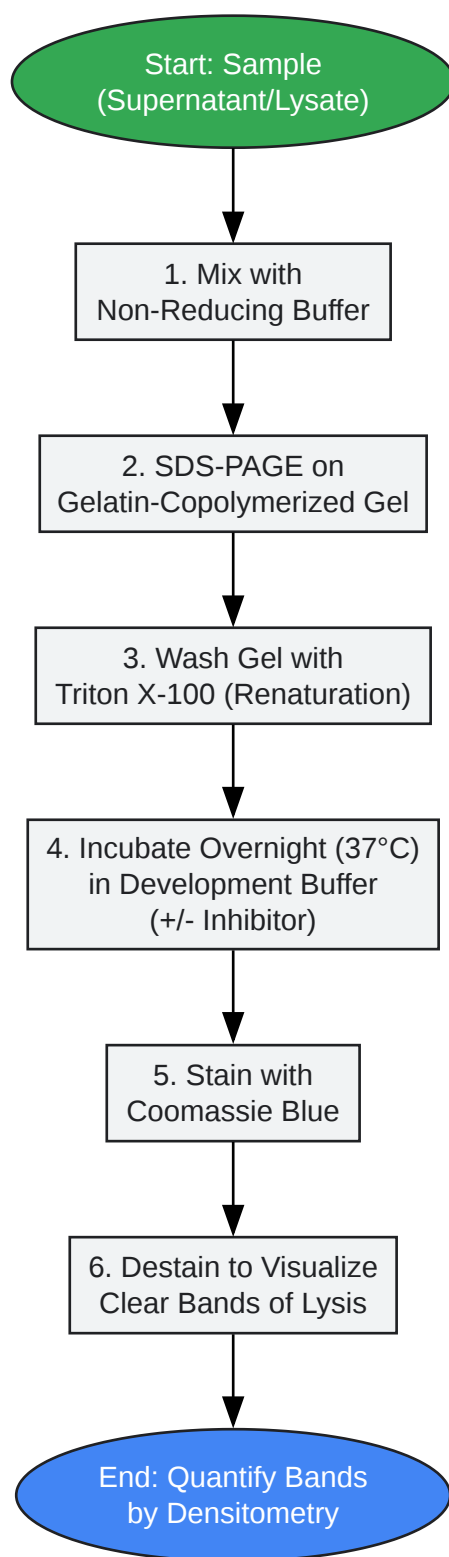 Start: Sample
(Supernatant/Lysate)
1. Mix with
Non-Reducing Buffer
2. SDS-PAGE on
Gelatin-Copolymerized Gel
3. Wash Gel with
Triton X-100 (Renaturation)
4. Incubate Overnight (37°C)
in Development Buffer
(+/- Inhibitor)
5. Stain with
Coomassie Blue
6. Destain to Visualize
Clear Bands of Lysis
End: Quantify Bands
by Densitometry